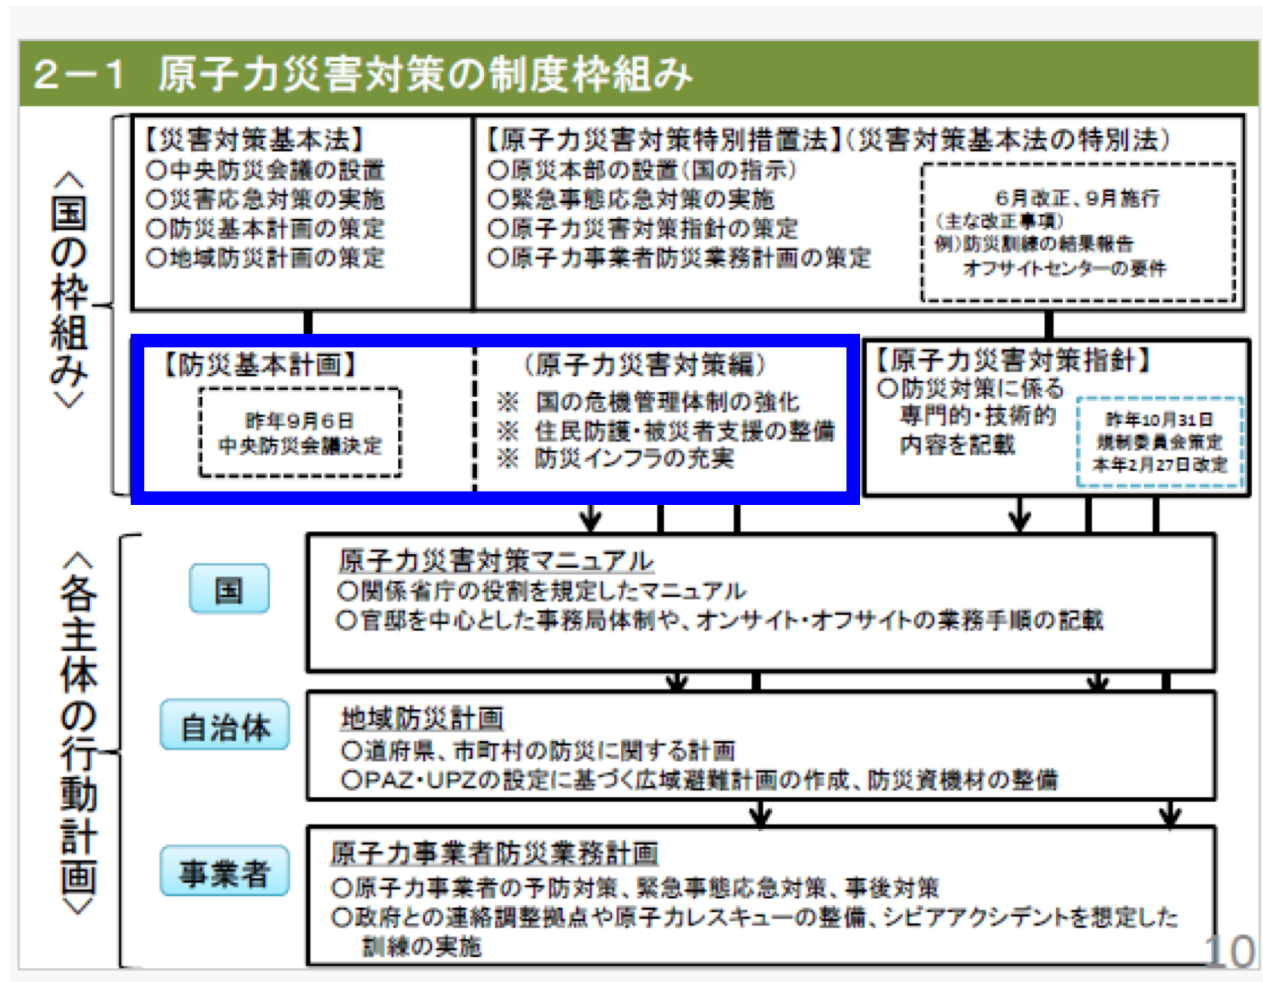 2－1 原子力災害対策の制度枠組み
〈国の枠組み〉
【災害対策基本法】
○中央防災会議の設置
○災害応急対策の実施
○防災基本計画の策定
○地域防災計画の策定
【原子力災害対策特別措置法】(災害対策基本法の特別法)
○原災本部の設置(国の指示)
○緊急事態応急対策の実施
○原子力災害対策指針の策定
○原子力事業者防災業務計画の策定
6月改正、9月施行
(主な改正事項)
例)防災訓練の結果報告
オフサイトセンターの要件
【防災基本計画】
昨年9月6日
中央防災会議決定
(原子力災害対策編)
※ 国の危機管理体制の強化
※ 住民防護・被災者支援の整備
※ 防災インフラの充実
【原子力災害対策指針】
○防災対策に係る
専門的・技術的
内容を記載
昨年10月31日
規制委員会策定
本年2月27日改定
〈各主体の行動計画〉
国
原子力災害対策マニュアル
○関係省庁の役割を規定したマニュアル
○官邸を中心とした事務局体制や、オンサイト・オフサイトの業務手順の記載
自治体
地域防災計画
○道府県、市町村の防災に関する計画
○PAZ・UPZの設定に基づく広域避難計画の作成、防災資機材の整備
事業者
原子力事業者防災業務計画
○原子力事業者の予防対策、緊急事態応急対策、事後対策
○政府との連絡調整拠点や原子力レスキューの整備、シビアアクシデントを想定した
訓練の実施
10